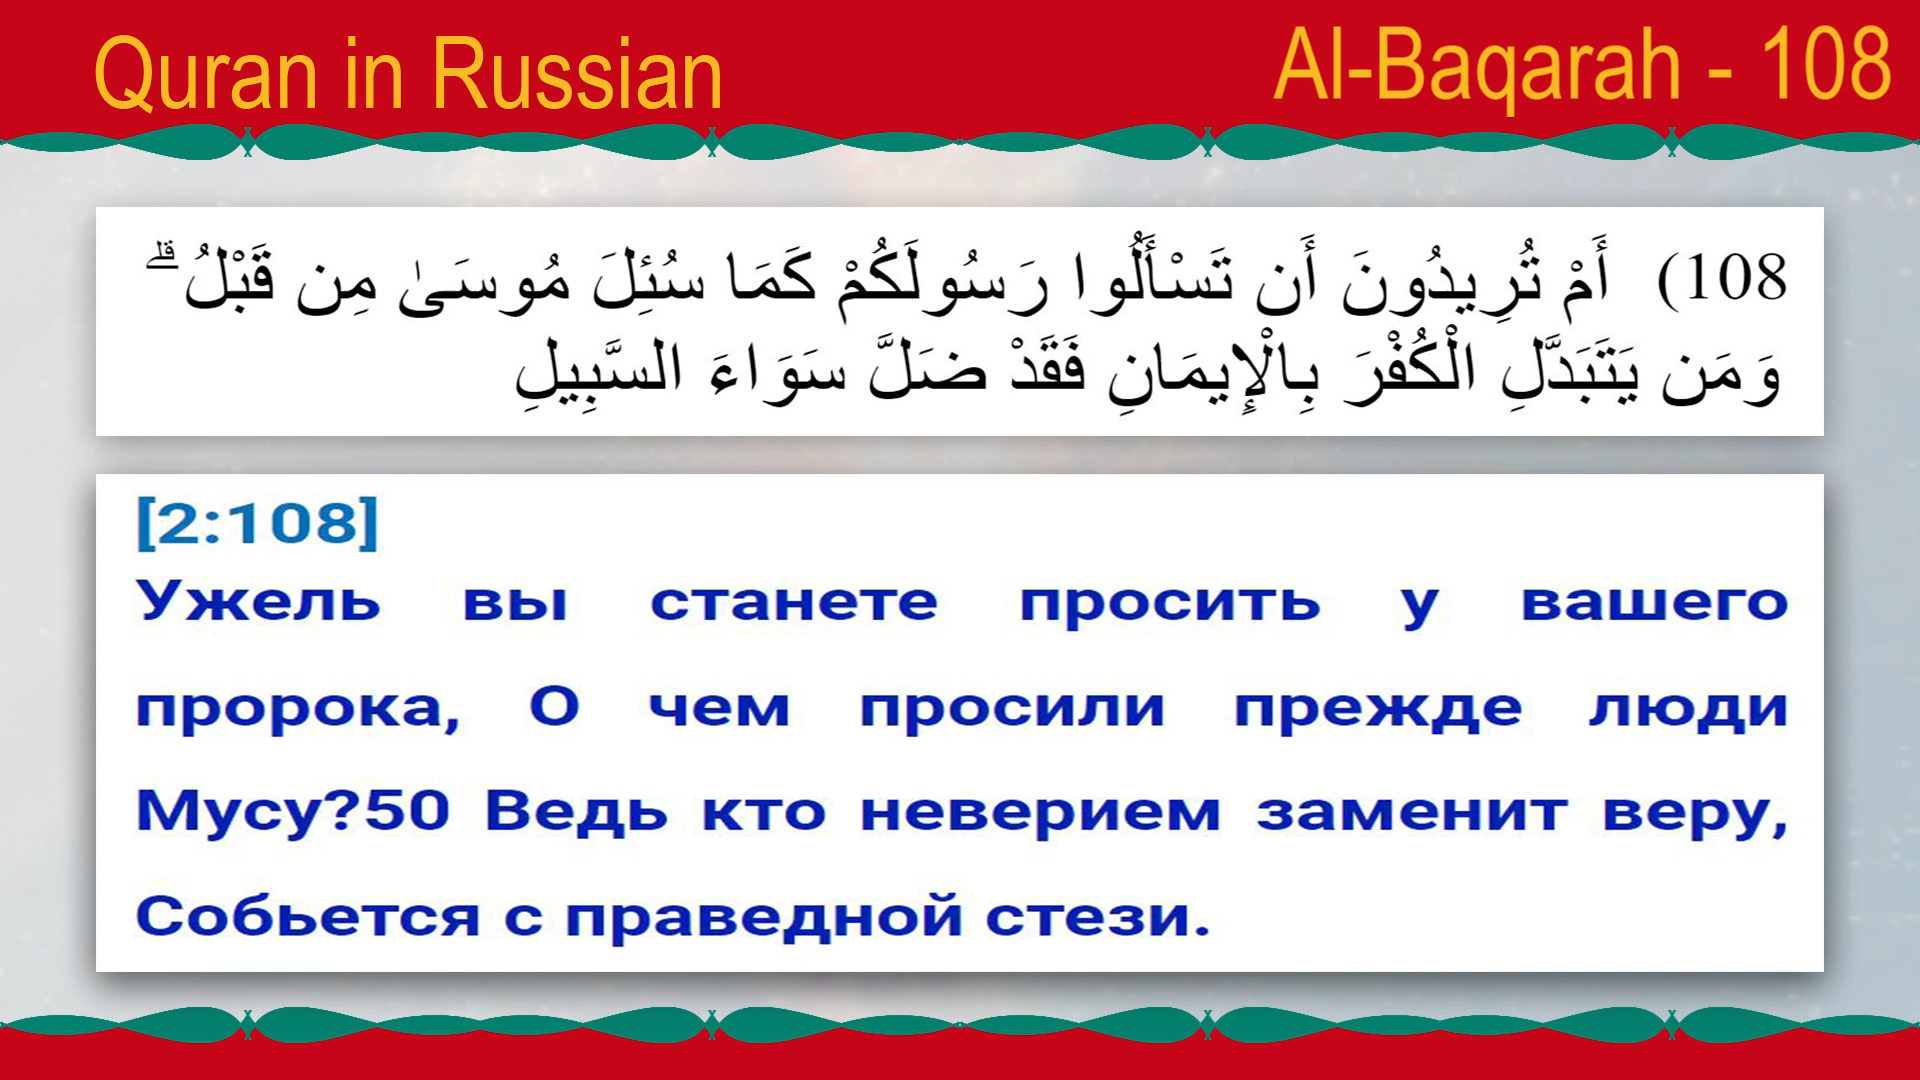 Quran in Russian
Al-Baqarah - 108
108) أَمْ تُرِيدُونَ أَن تَسْأَلُوا رَسُولَكُمْ كَمَا سُئِلَ مُوسَىٰ مِن قَبْلُ ۗ
وَمَن يَتَبَدَّلِ الْكُفْرَ بِالْإِيمَانِ فَقَدْ ضَلَّ سَوَاءَ السَّبِيلِ
[2:108]
Ужель вы станете просить у вашего
пророка, О чем просили прежде люди
Мусу?50 Ведь кто неверием заменит веру,
Собьется с праведной стези.